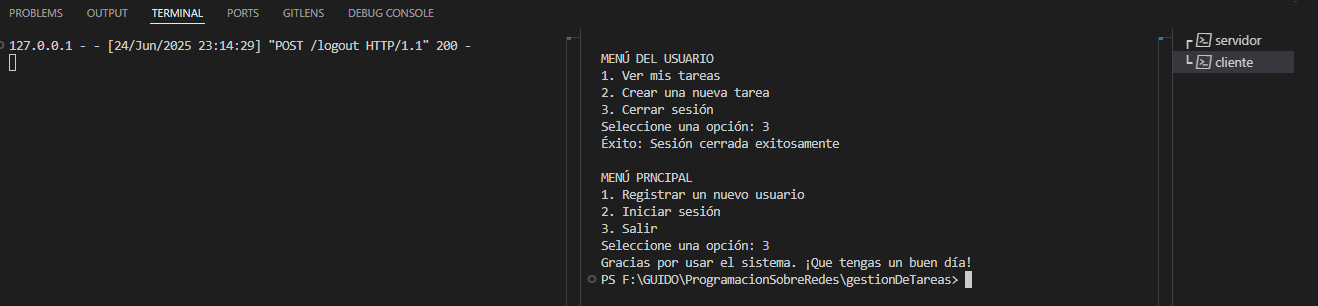 PROBLEMS OUTPUT TERMINAL PORTS GITLENS DEBUG CONSOLE
127.0.0.1 - - [24/Jun/2025 23:14:29] "POST /logout HTTP/1.1" 200 -
MENÚ DEL USUARIO
1. Ver mis tareas
2. Crear una nueva tarea
3. Cerrar sesión
Seleccione una opción: 3
Éxito: Sesión cerrada exitosamente
MENÚ PRNCIPAL
1. Registrar un nuevo usuario
2. Iniciar sesión
3. Salir
Seleccione una opción: 3
Gracias por usar el sistema. ¡Que tengas un buen día!
PS F:\GUIDO\ProgramacionSobreRedes\gestionDeTareas>
servidor
cliente